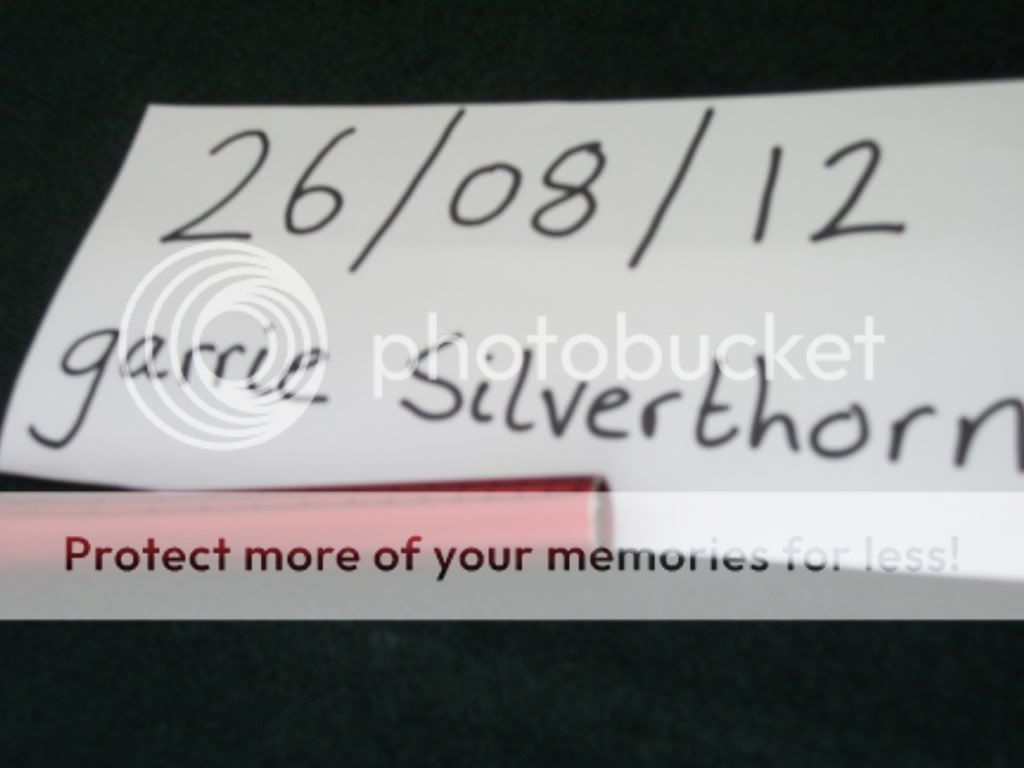 26/08/12
garrie Silverthorn
photobucket
Protect more of your memories for less!